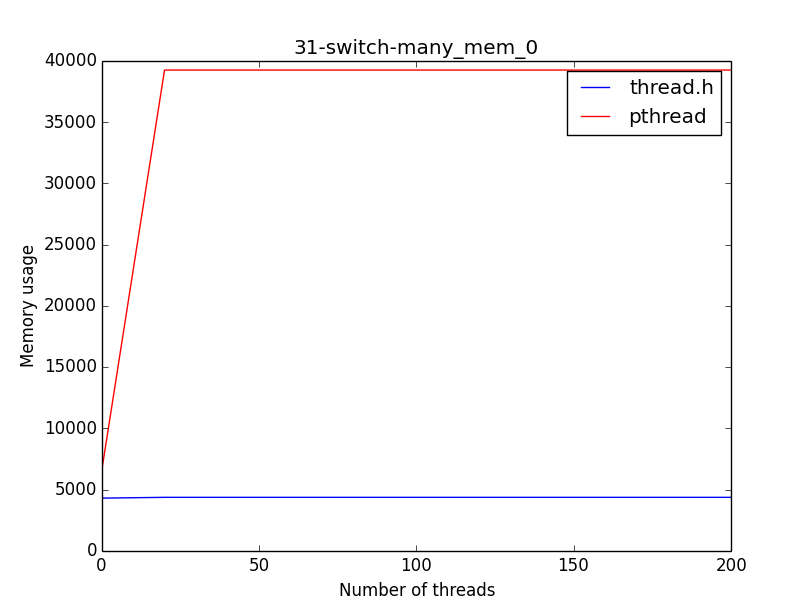 31-switch-many_mem_0
40000
35000
30000
25000
20000
15000
10000
5000
0
Memory usage
thread.h
pthread
0 50 100 150 200
Number of threads